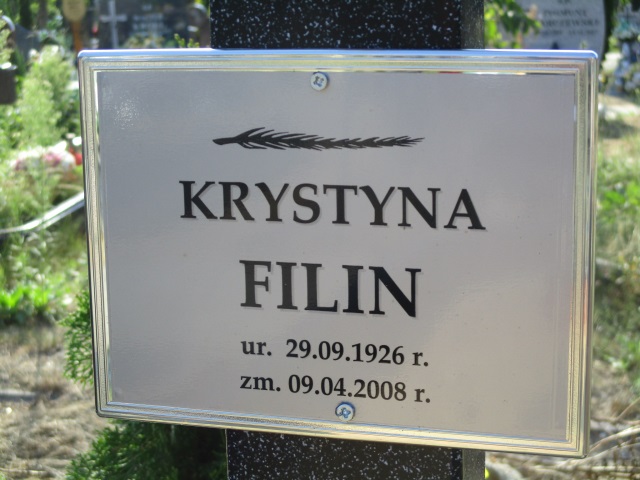 KRYSTYNA
FILIN
ur. 29.09.1926 r.
zm. 09.04.2008 r.